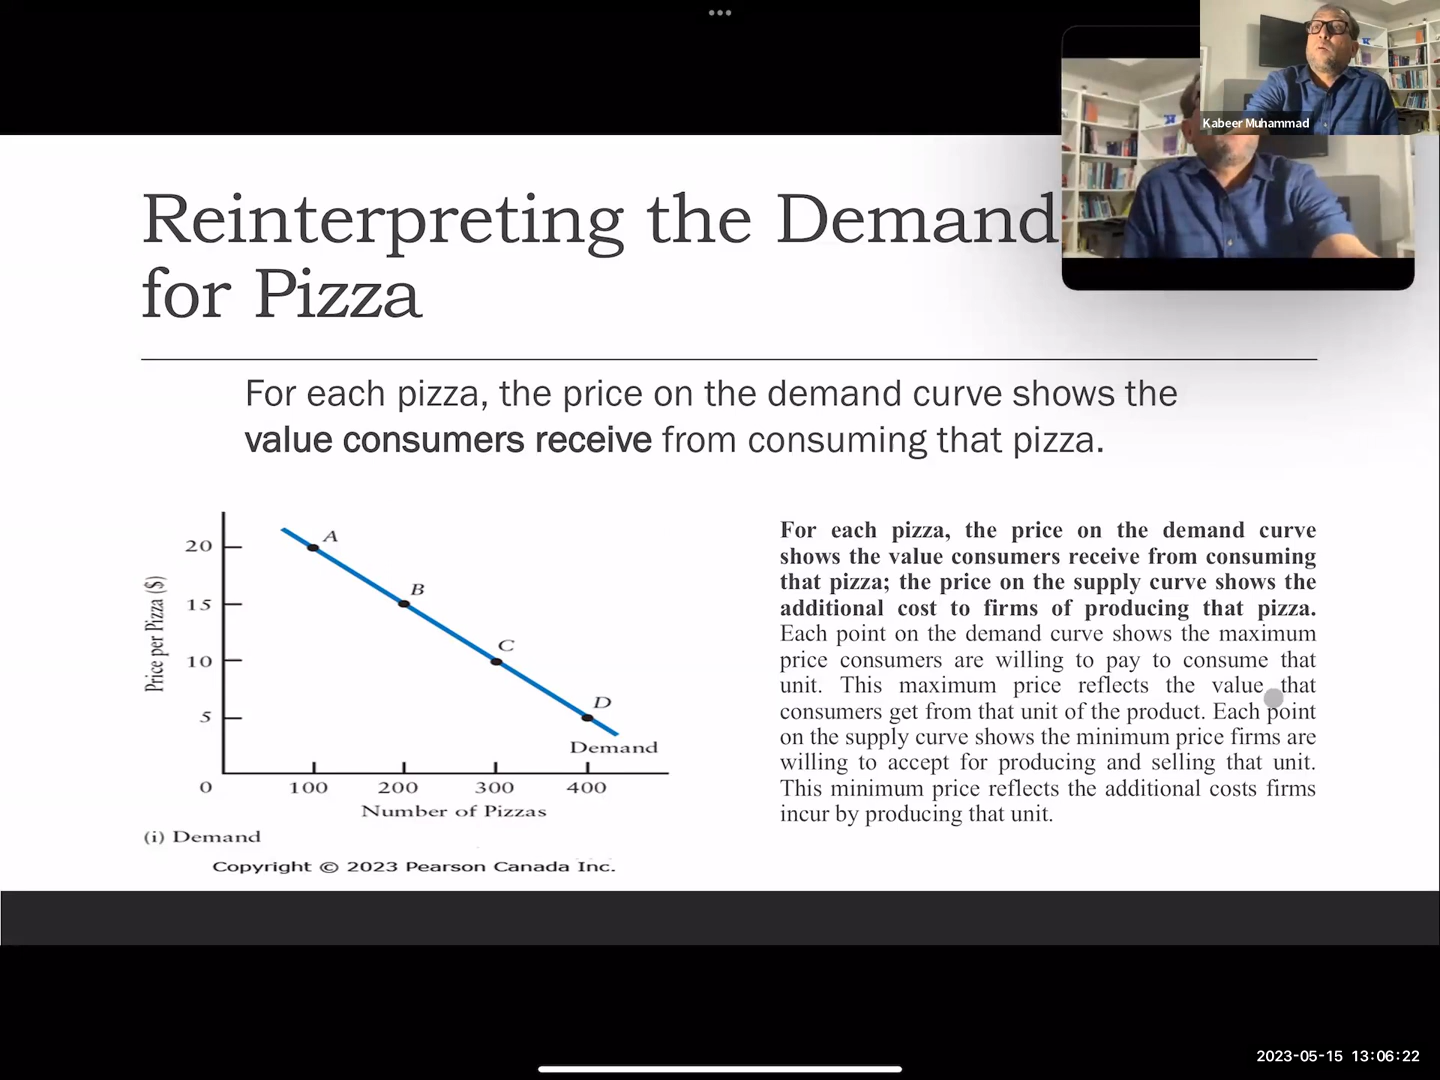 Kabeer Muhammad
Reinterpreting the Demand
for Pizza
For each pizza, the price on the demand curve shows the
value consumers receive from consuming that pizza.
Price per Pizza ($)
20
15
10
5
0
100
200
300
400
A
B
C
D
Demand
Number of Pizzas
(i) Demand
Copyright © 2023 Pearson Canada Inc.
For each pizza, the price on the demand curve
shows the value consumers receive from consuming
that pizza; the price on the supply curve shows the
additional cost to firms of producing that pizza.
Each point on the demand curve shows the maximum
price consumers are willing to pay to consume that
unit. This maximum price reflects the value that
consumers get from that unit of the product. Each point
on the supply curve shows the minimum price firms are
willing to accept for producing and selling that unit.
This minimum price reflects the additional costs firms
incur by producing that unit.
2023-05-15 13:06:22